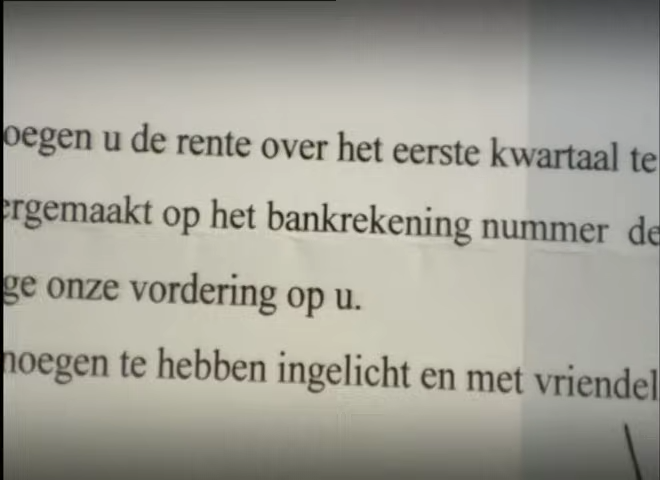 oegen u de rente over het eerste kwartaal te
ergemaakt op het bankrekening nummer de
ge onze vordering op u.
noegen te hebben ingelicht en met vriendel